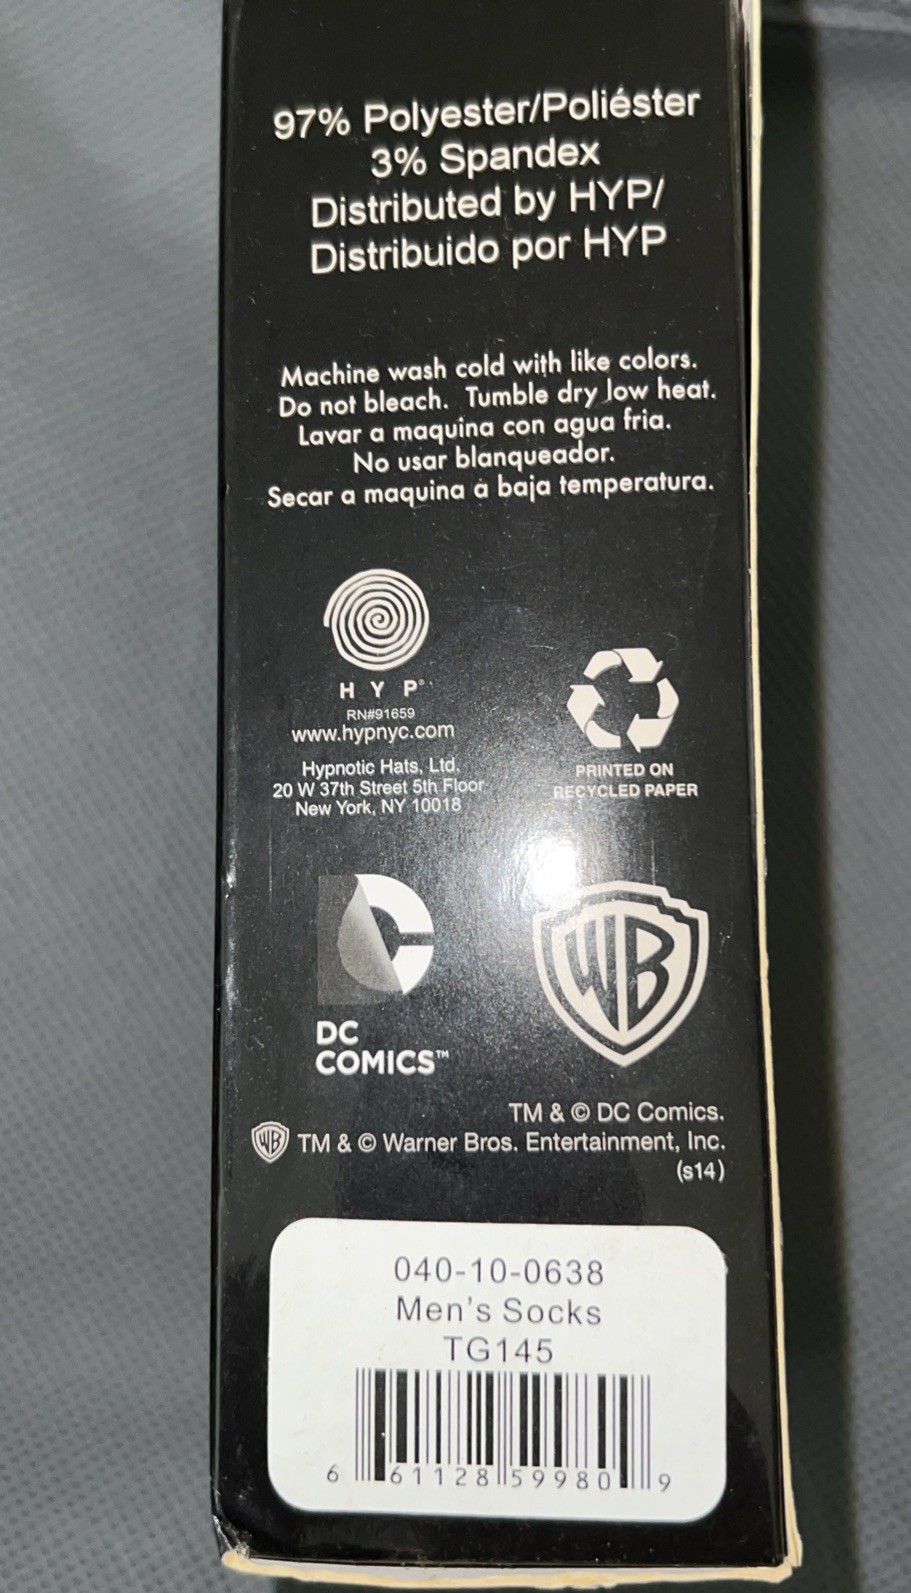 97% Polyester/Poliéster
3% Spandex
Distributed by HYP/
Distribuido por HYP
Machine wash cold with like colors.
Do not bleach. Tumble dry low heat.
Lavar a maquina con agua fria.
No usar blanqueador.
Secar a maquina a baja temperatura.
HYP®
RN#91659
www.hypnyc.com
Hypnotic Hats, Ltd.
20 W 37th Street 5th Floor
New York, NY 10018
PRINTED ON
RECYCLED PAPER
DC
COMICS™
WB
TM & © DC Comics.
WB TM & © Warner Bros. Entertainment, Inc.
(s14)
040-10-0638
Men's Socks
TG145
6 61128 59980 9